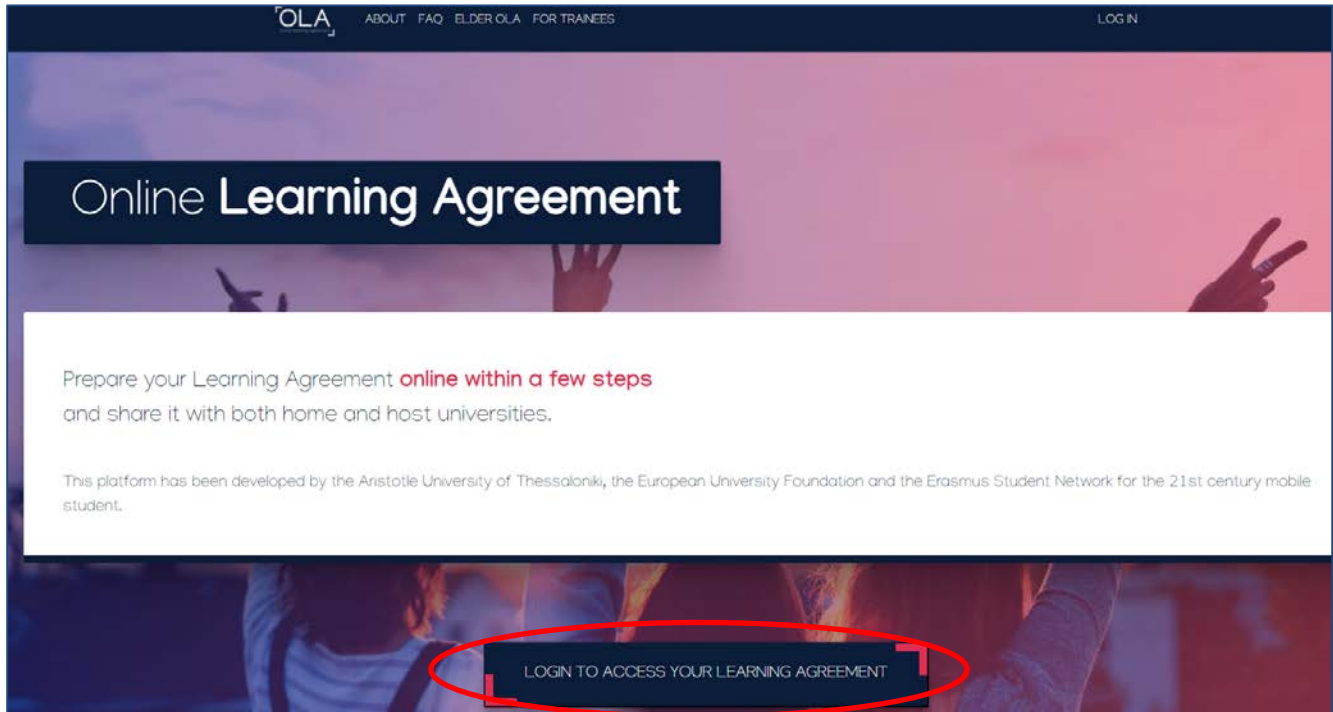 OLA
ABOUT FAQ ELDER OLA FOR TRAINEES LOG IN
Online Learning Agreement
Prepare your Learning Agreement online within a few steps
and share it with both home and host universities.
This platform has been developed by the Aristotle University of Thessaloniki, the European University Foundation and the Erasmus Student Network for the 21st century mobile
student.
LOGIN TO ACCESS YOUR LEARNING AGREEMENT